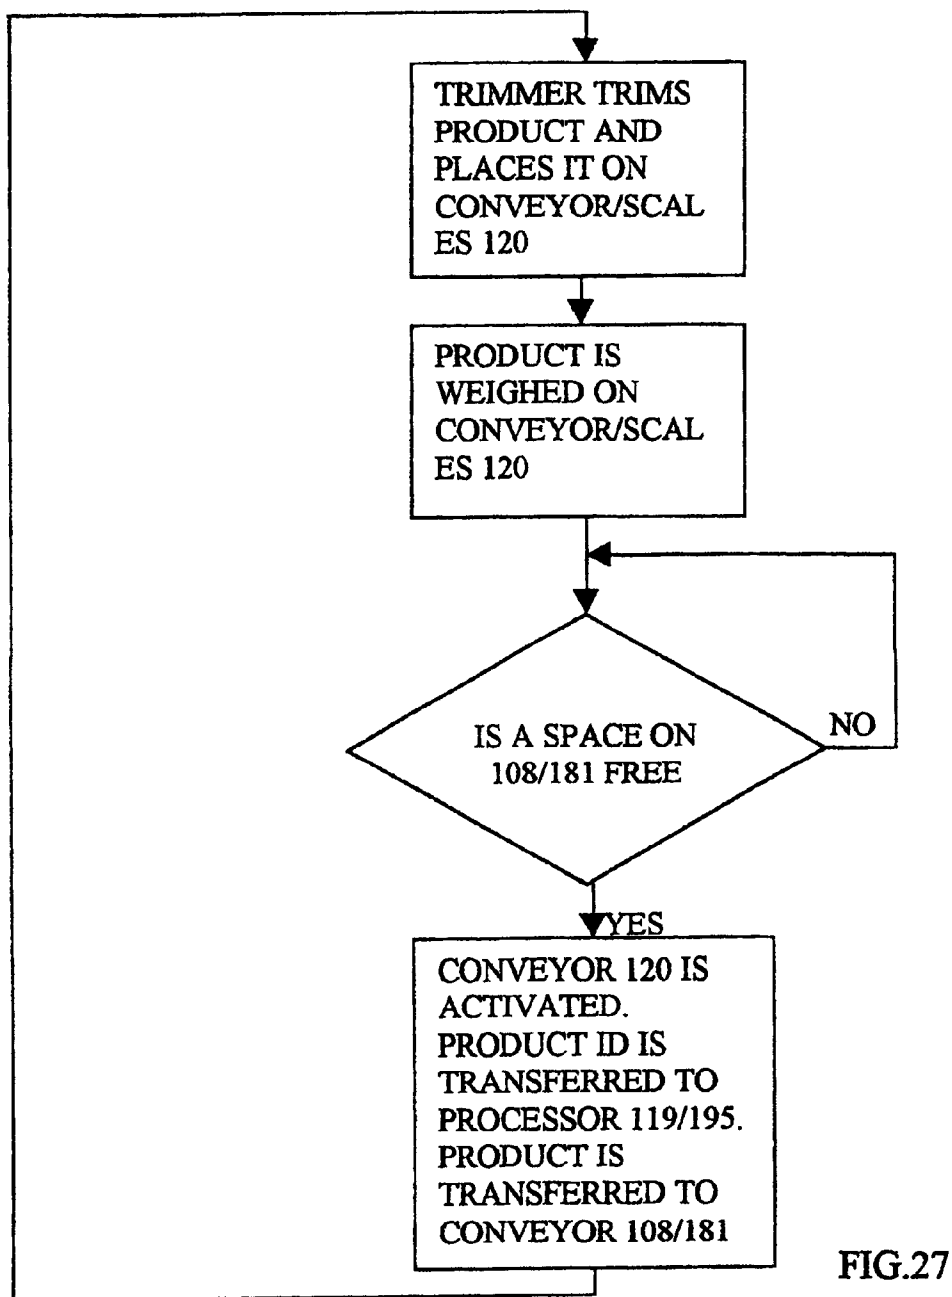 TRIMMER TRIMS
PRODUCT AND
PLACES IT ON
CONVEYOR/SCAL
ES 120
PRODUCT IS
WEIGHED ON
CONVEYOR/SCAL
ES 120
IS A SPACE ON
108/181 FREE
NO
YES
CONVEYOR 120 IS
ACTIVATED.
PRODUCT ID IS
TRANSFERRED TO
PROCESSOR 119/195.
PRODUCT IS
TRANSFERRED TO
CONVEYOR 108/181
FIG.27